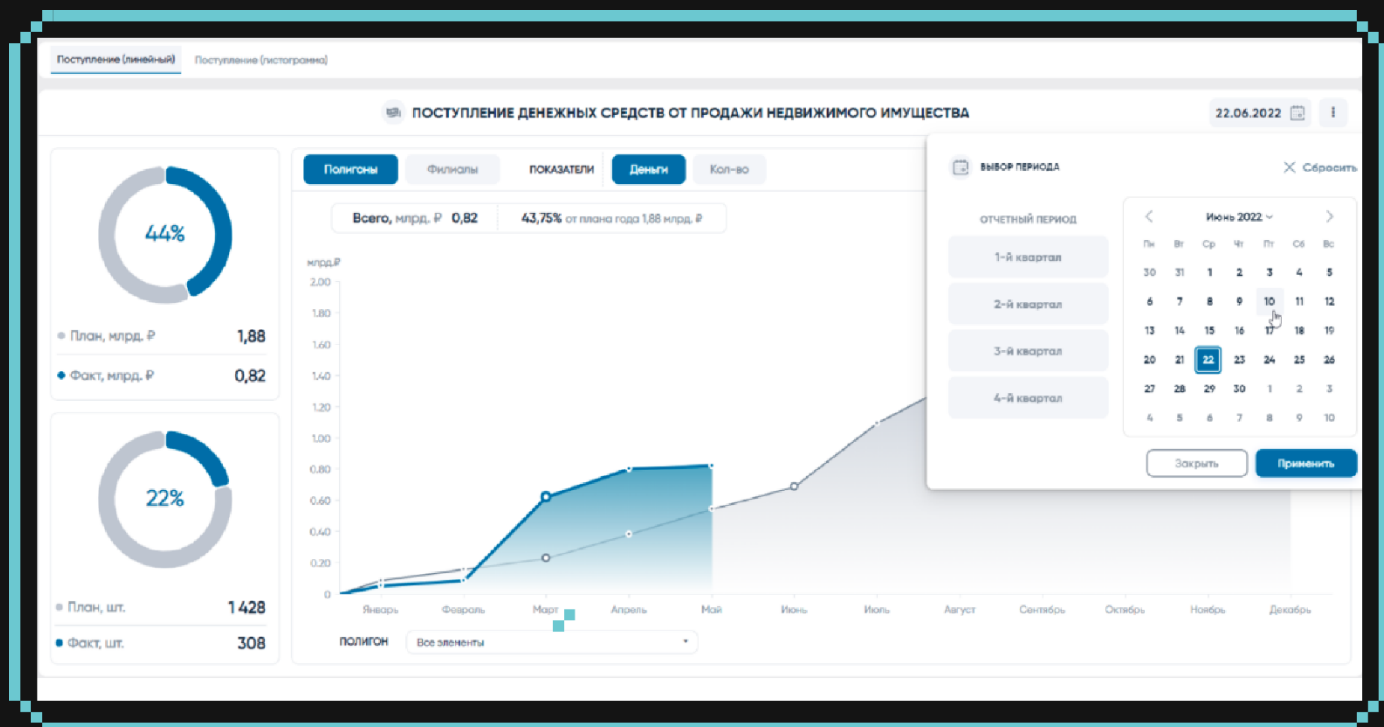 Поступление (линейный) Поступление (гистограмма)
ПОСТУПЛЕНИЕ ДЕНЕЖНЫХ СРЕДСТВ ОТ ПРОДАЖИ НЕДВИЖИМОГО ИМУЩЕСТВА
22.06.2022
44%
План, млрд. ₽ 1,88
Факт, млрд. ₽ 0,82
22%
План, шт. 1 428
Факт, шт. 308
Полигоны Филиалы ПОКАЗАТЕЛИ Деньги Кол-во
Всего, млрд. ₽ 0,82 43,75% от плана года 1,88 млрд. ₽
млрд.₽
2,00
1,80
1,60
1,40
1,20
1,00
0,80
0,60
0,40
0,20
0
Январь Февраль Март Апрель Май Июнь Июль Август Сентябрь Октябрь Ноябрь Декабрь
ПОЛИГОН Все элементы
ВЫБОР ПЕРИОДА Сбросить
ОТЧЕТНЫЙ ПЕРИОД
1-й квартал
2-й квартал
3-й квартал
4-й квартал
Июнь 2022
Пн Вт Ср Чт Пт Сб Вс
30 31 1 2 3 4 5
6 7 8 9 10 11 12
13 14 15 16 17 18 19
20 21 22 23 24 25 26
27 28 29 30 1 2 3
4 5 6 7 8 9 10
Закрыть Применить